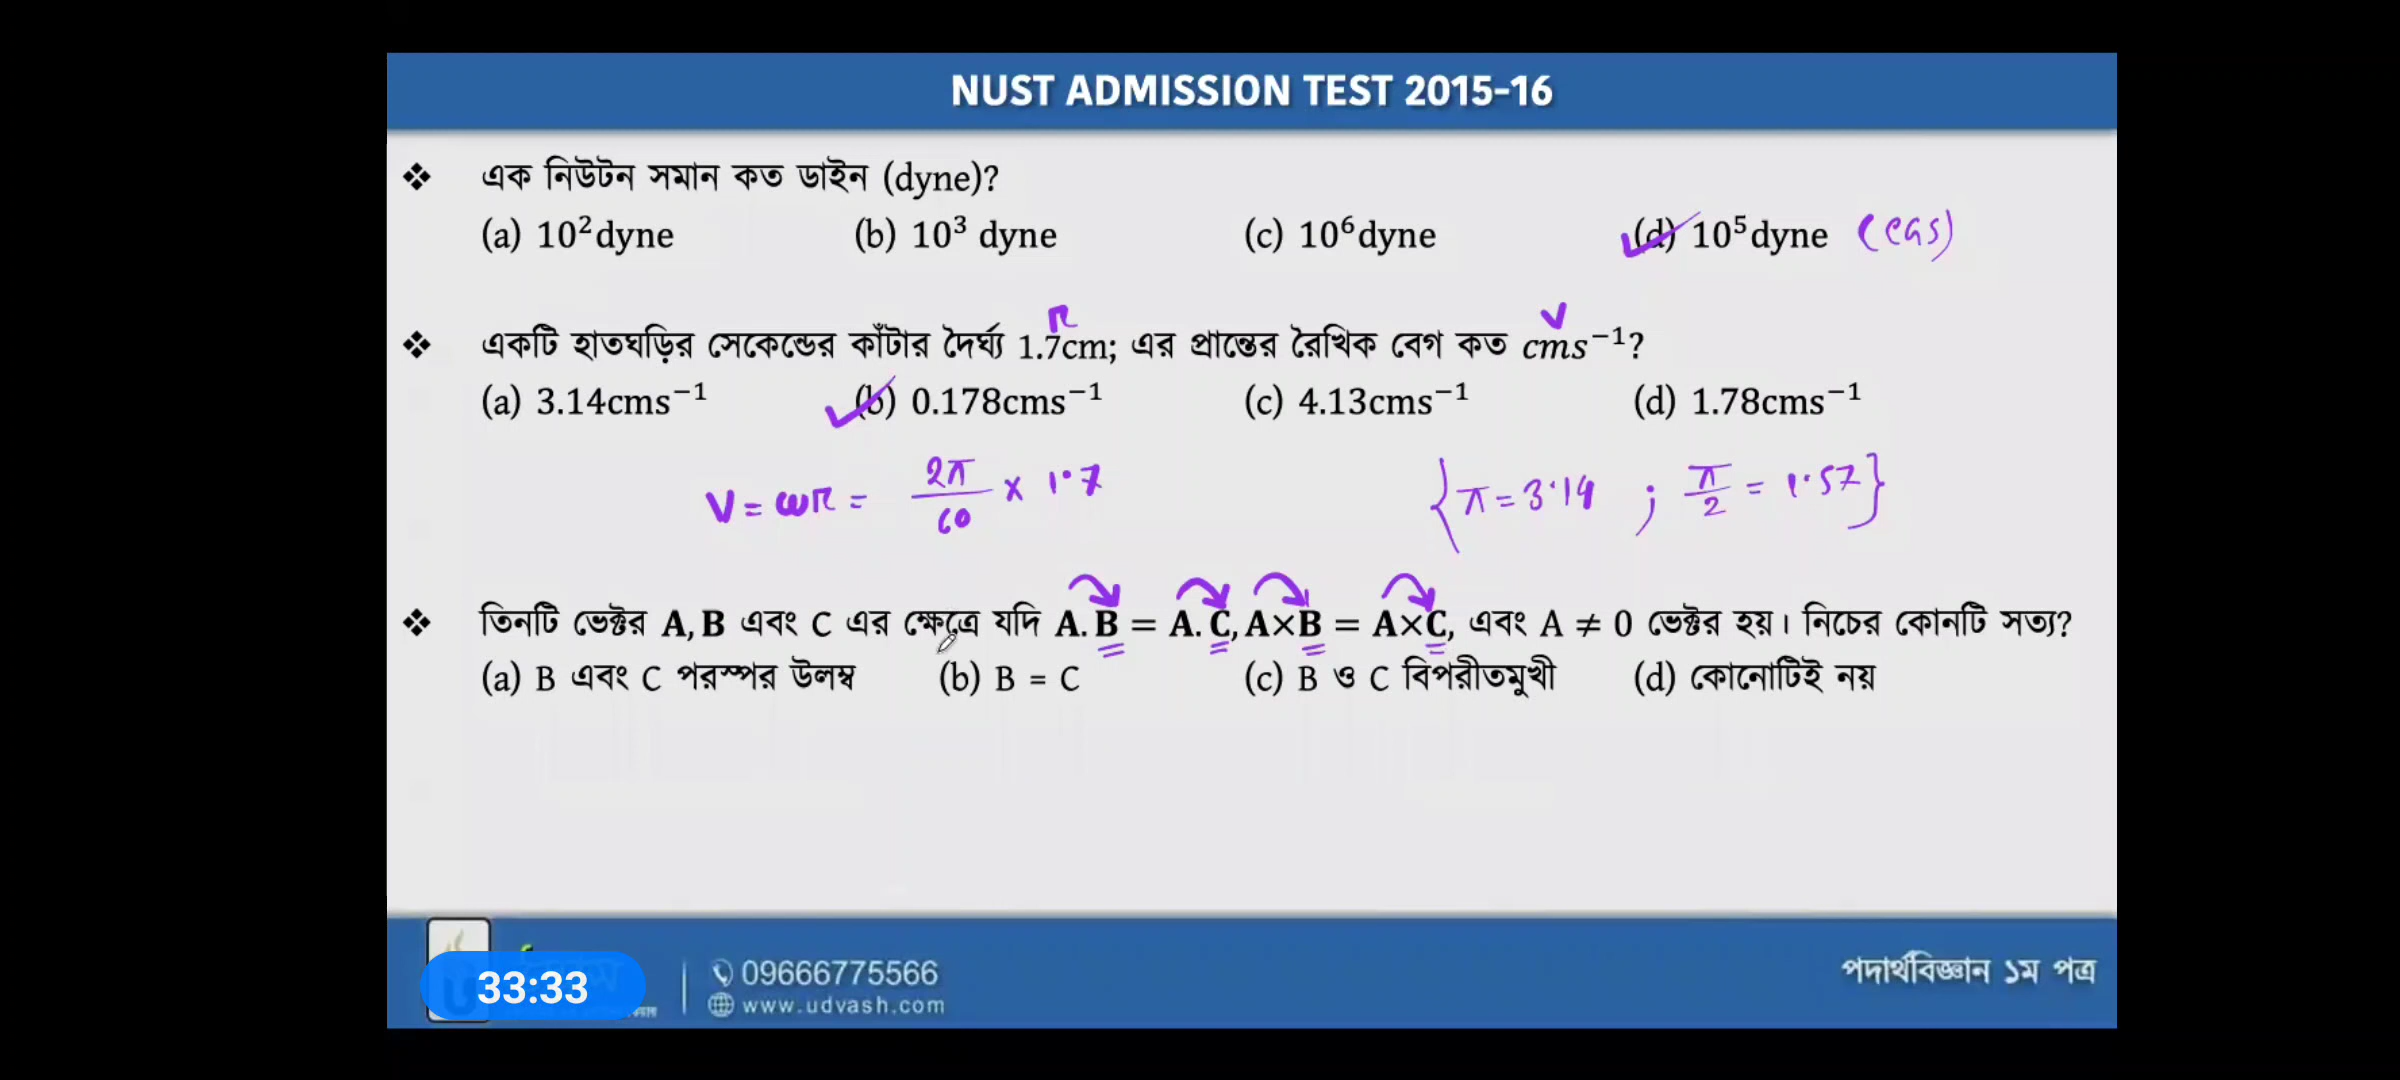 NUST ADMISSION TEST 2015-16
❖ এক নিউটন সমান কত ডাইন (dyne)?
(a) 10²dyne (b) 10³ dyne (c) 10⁶dyne (d) 10⁵dyne (CGS)
r v
❖ একটি হাতঘড়ির সেকেন্ডের কাঁটার দৈর্ঘ্য 1.7cm; এর প্রান্তের রৈখিক বেগ কত cms⁻¹?
(a) 3.14cms⁻¹ (b) 0.178cms⁻¹ (c) 4.13cms⁻¹ (d) 1.78cms⁻¹
v = ωr = 2π/60 × 1.7 {π = 3.14 ; π/2 = 1.57}
❖ তিনটি ভেক্টর A, B এবং C এর ক্ষেত্রে যদি A. B = A. C, A×B = A×C, এবং A ≠ 0 ভেক্টর হয়। নিচের কোনটি সত্য?
(a) B এবং C পরস্পর উলম্ব (b) B = C (c) B ও C বিপরীতমুখী (d) কোনোটিই নয়
33:33
09666775566
www.udvash.com
পদার্থবিজ্ঞান ১ম পত্র